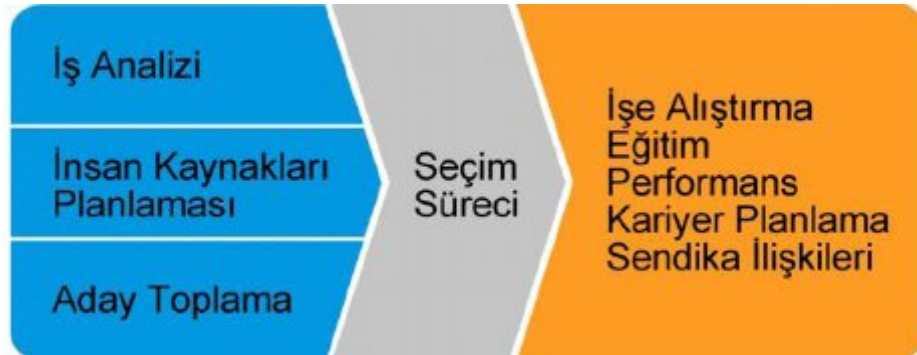 İş Analizi
İnsan Kaynakları
Planlaması
Aday Toplama
Seçim
Süreci
İşe Alıştırma
Eğitim
Performans
Kariyer Planlama
Sendika İlişkileri